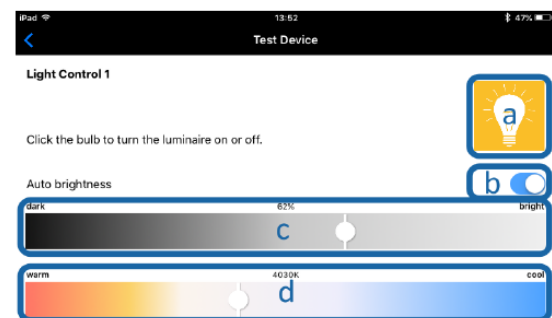 iPad 13:52 47%
Test Device
Light Control 1
a
Click the bulb to turn the luminaire on or off.
Auto brightness b
dark 62% bright
c
warm 4030K cool
d